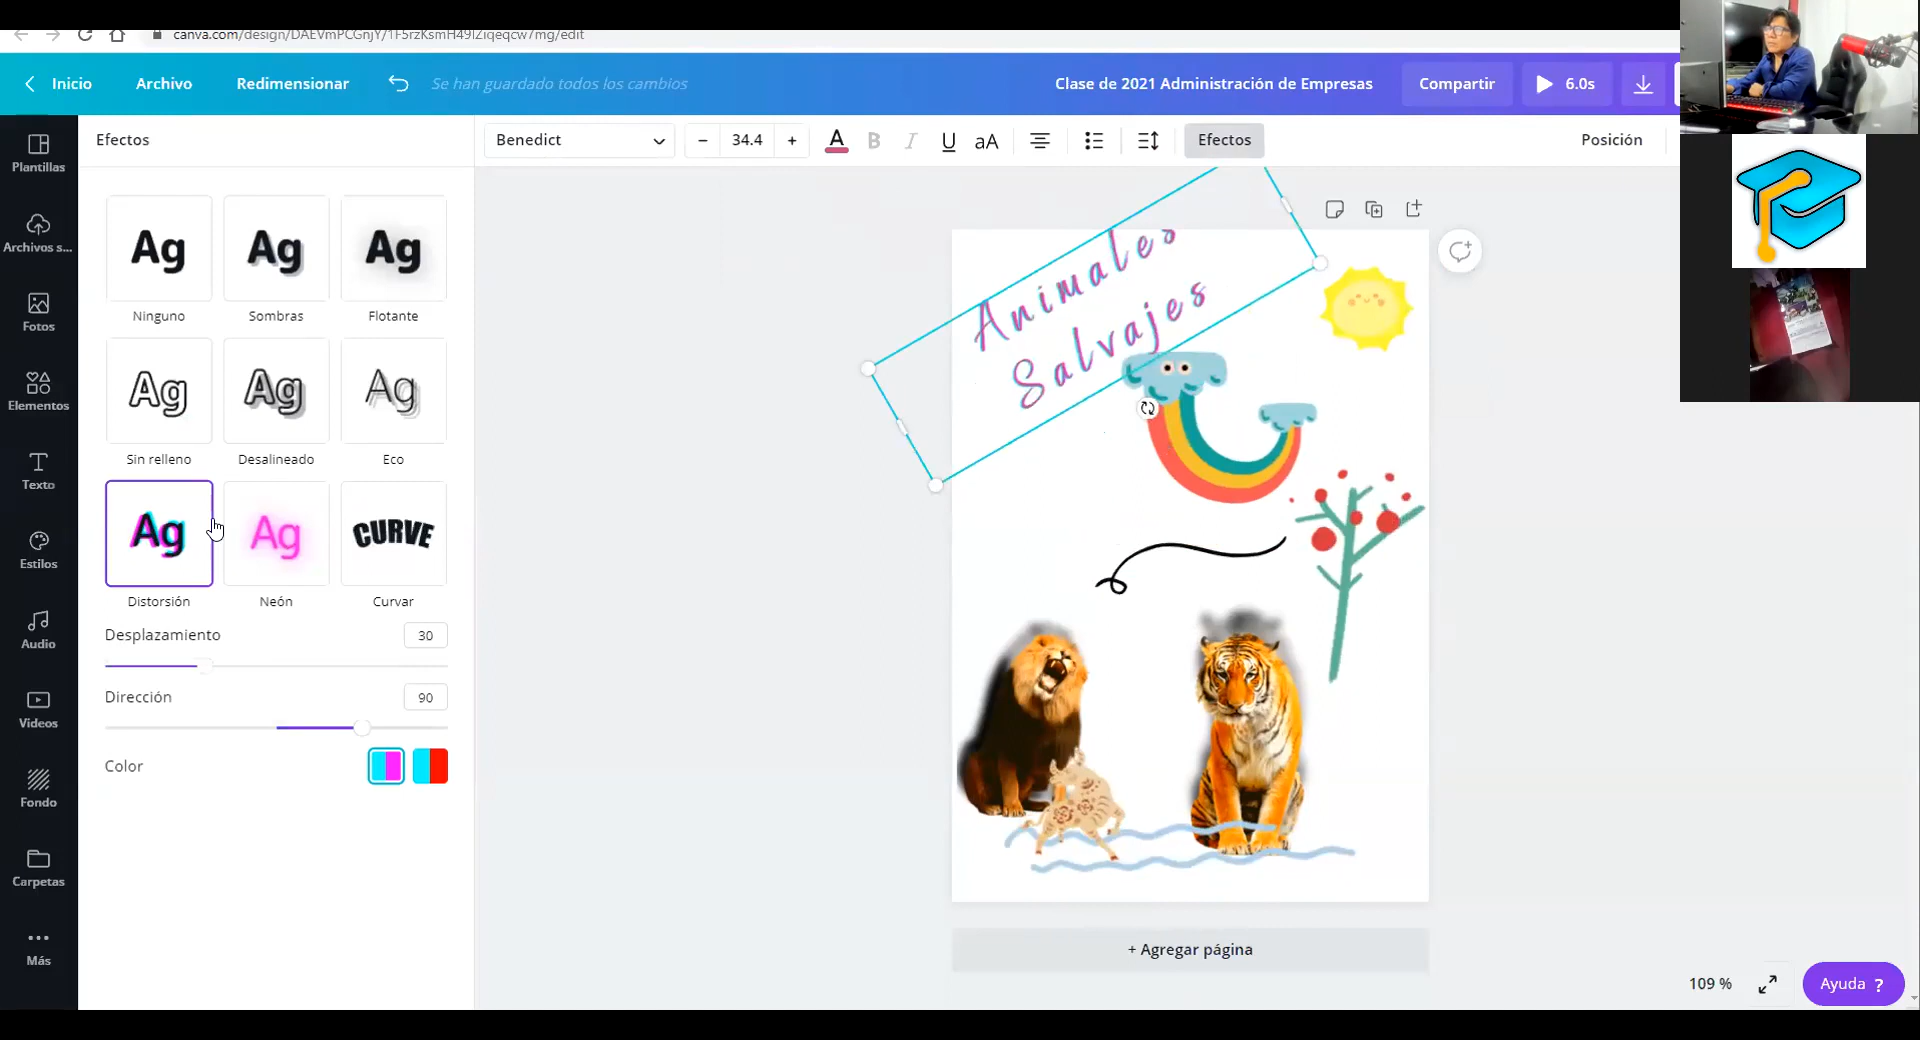 canva.com/design/DAEVmPCGnjY/1F5rzKsmH49IZiqeqcw7mg/edit
Inicio
Archivo
Redimensionar
Se han guardado todos los cambios
Clase de 2021 Administración de Empresas
Compartir
6.0s
Plantillas
Archivos s...
Fotos
Elementos
Texto
Estilos
Audio
Videos
Fondo
Carpetas
Más
Efectos
Benedict
− 34.4 +
A B I U aA
Efectos
Posición
Ag Ag Ag
Ninguno Sombras Flotante
Ag Ag Ag
Sin relleno Desalineado Eco
Ag Ag CURVE
Distorsión Neón Curvar
Desplazamiento 30
Dirección 90
Color
Animales
Salvajes
+ Agregar página
109 %
Ayuda ?